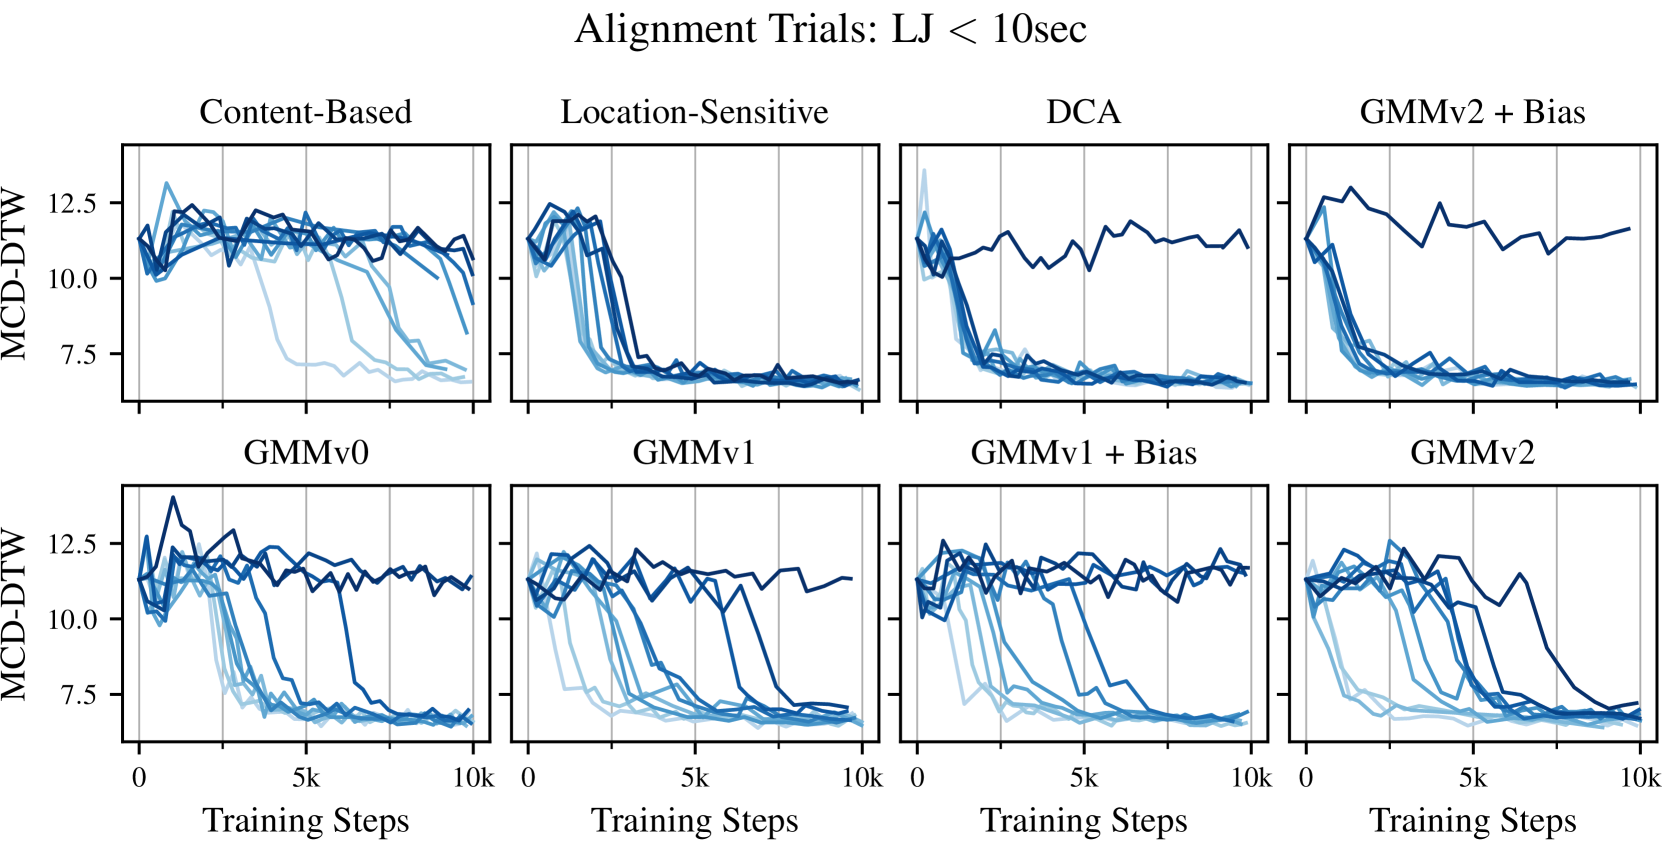 Alignment Trials: LJ < 10sec
Content-Based
Location-Sensitive
DCA
GMMv2 + Bias
MCD-DTW
12.5
10.0
7.5
GMMv0
GMMv1
GMMv1 + Bias
GMMv2
MCD-DTW
12.5
10.0
7.5
0 5k 10k
0 5k 10k
0 5k 10k
0 5k 10k
Training Steps
Training Steps
Training Steps
Training Steps